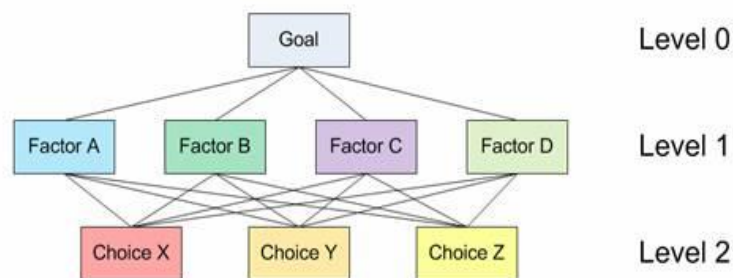 Goal
Level 0
Factor A
Factor B
Factor C
Factor D
Level 1
Choice X
Choice Y
Choice Z
Level 2